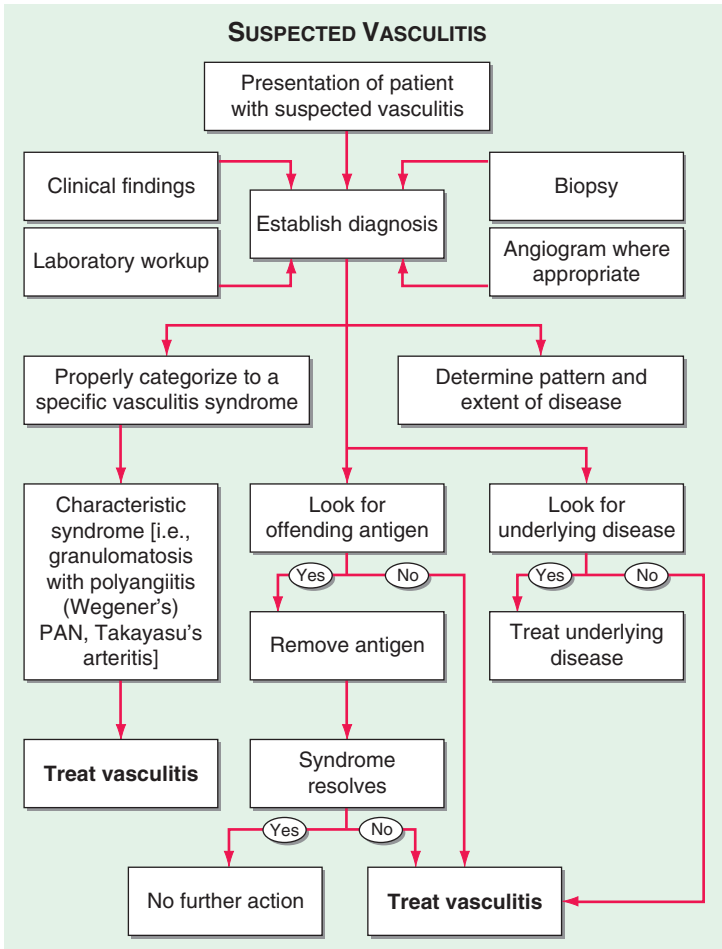 SUSPECTED VASCULITIS
Presentation of patient
with suspected vasculitis
Clinical findings
Biopsy
Establish diagnosis
Laboratory workup
Angiogram where
appropriate
Properly categorize to a
specific vasculitis syndrome
Determine pattern and
extent of disease
Characteristic
syndrome [i.e.,
granulomatosis
with polyangiitis
(Wegener's)
PAN, Takayasu's
arteritis]
Look for
offending antigen
Look for
underlying disease
Yes
No
Yes
No
Remove antigen
Treat underlying
disease
Treat vasculitis
Syndrome
resolves
Yes
No
No further action
Treat vasculitis